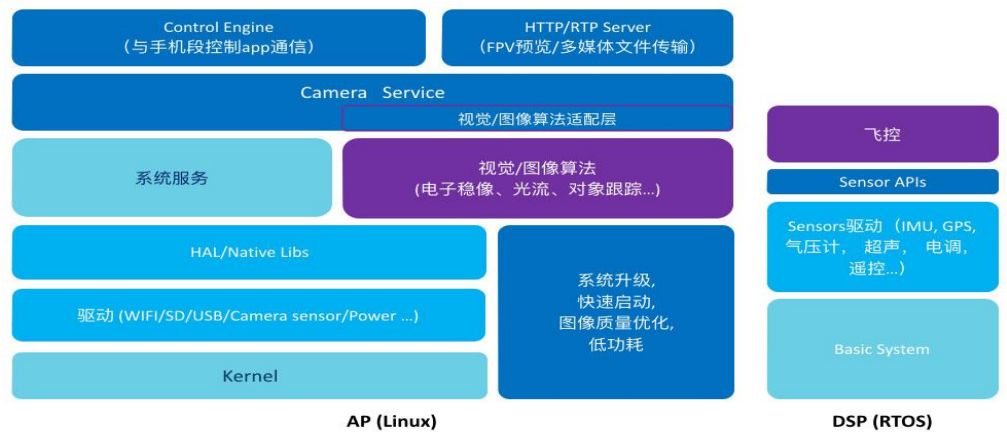 Control Engine
（与手机段控制app通信）
HTTP/RTP Server
（FPV预览/多媒体文件传输）
Camera Service
视觉/图像算法适配层
系统服务
视觉/图像算法
(电子稳像、光流、对象跟踪...)
HAL/Native Libs
驱动 (WIFI/SD/USB/Camera sensor/Power ...)
Kernel
系统升级,
快速启动,
图像质量优化,
低功耗
AP (Linux)
飞控
Sensor APIs
Sensors驱动（IMU, GPS,
气压计， 超声， 电调,
遥控...）
Basic System
DSP (RTOS)